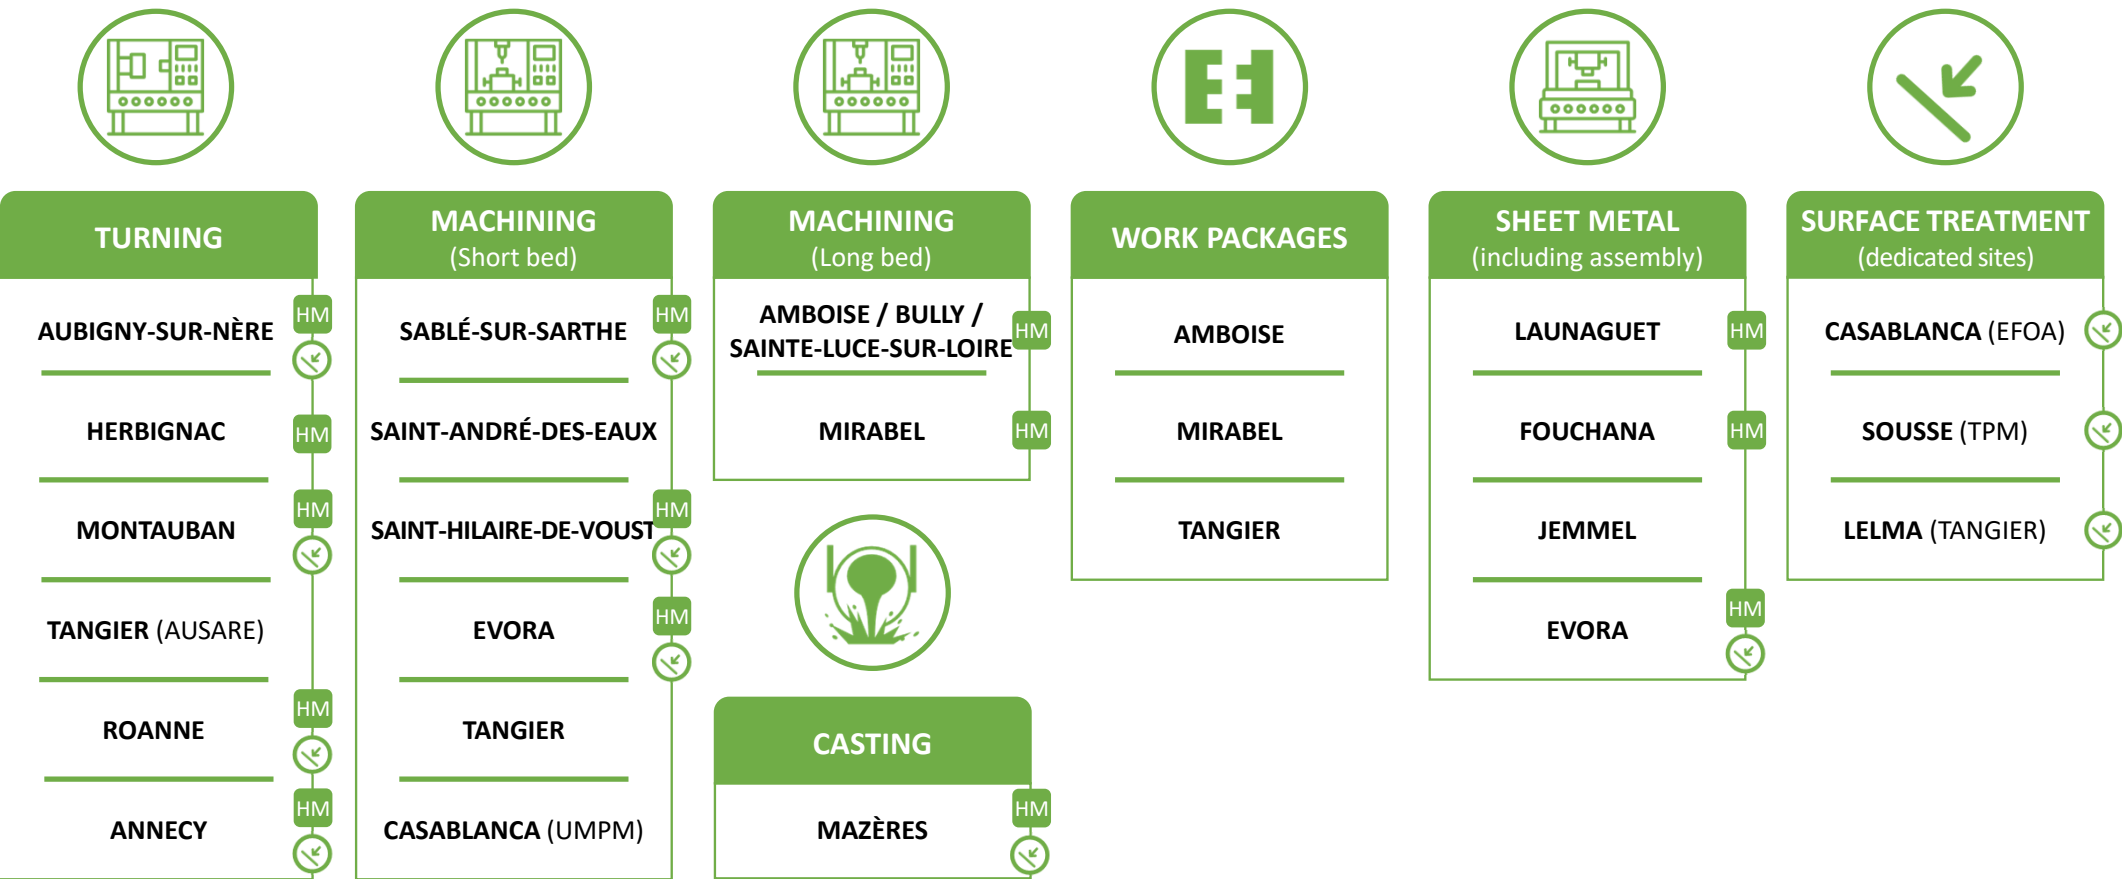 TURNING
AUBIGNY-SUR-NÈRE
HM
HERBIGNAC
HM
MONTAUBAN
HM
TANGIER (AUSARE)
ROANNE
HM
ANNECY
HM
MACHINING
(Short bed)
SABLÉ-SUR-SARTHE
HM
SAINT-ANDRÉ-DES-EAUX
SAINT-HILAIRE-DE-VOUST
HM
EVORA
HM
TANGIER
CASABLANCA (UMPM)
MACHINING
(Long bed)
AMBOISE / BULLY /
SAINTE-LUCE-SUR-LOIRE
HM
MIRABEL
HM
CASTING
MAZÈRES
HM
WORK PACKAGES
AMBOISE
MIRABEL
TANGIER
SHEET METAL
(including assembly)
LAUNAGUET
HM
FOUCHANA
HM
JEMMEL
EVORA
HM
SURFACE TREATMENT
(dedicated sites)
CASABLANCA (EFOA)
SOUSSE (TPM)
LELMA (TANGIER)